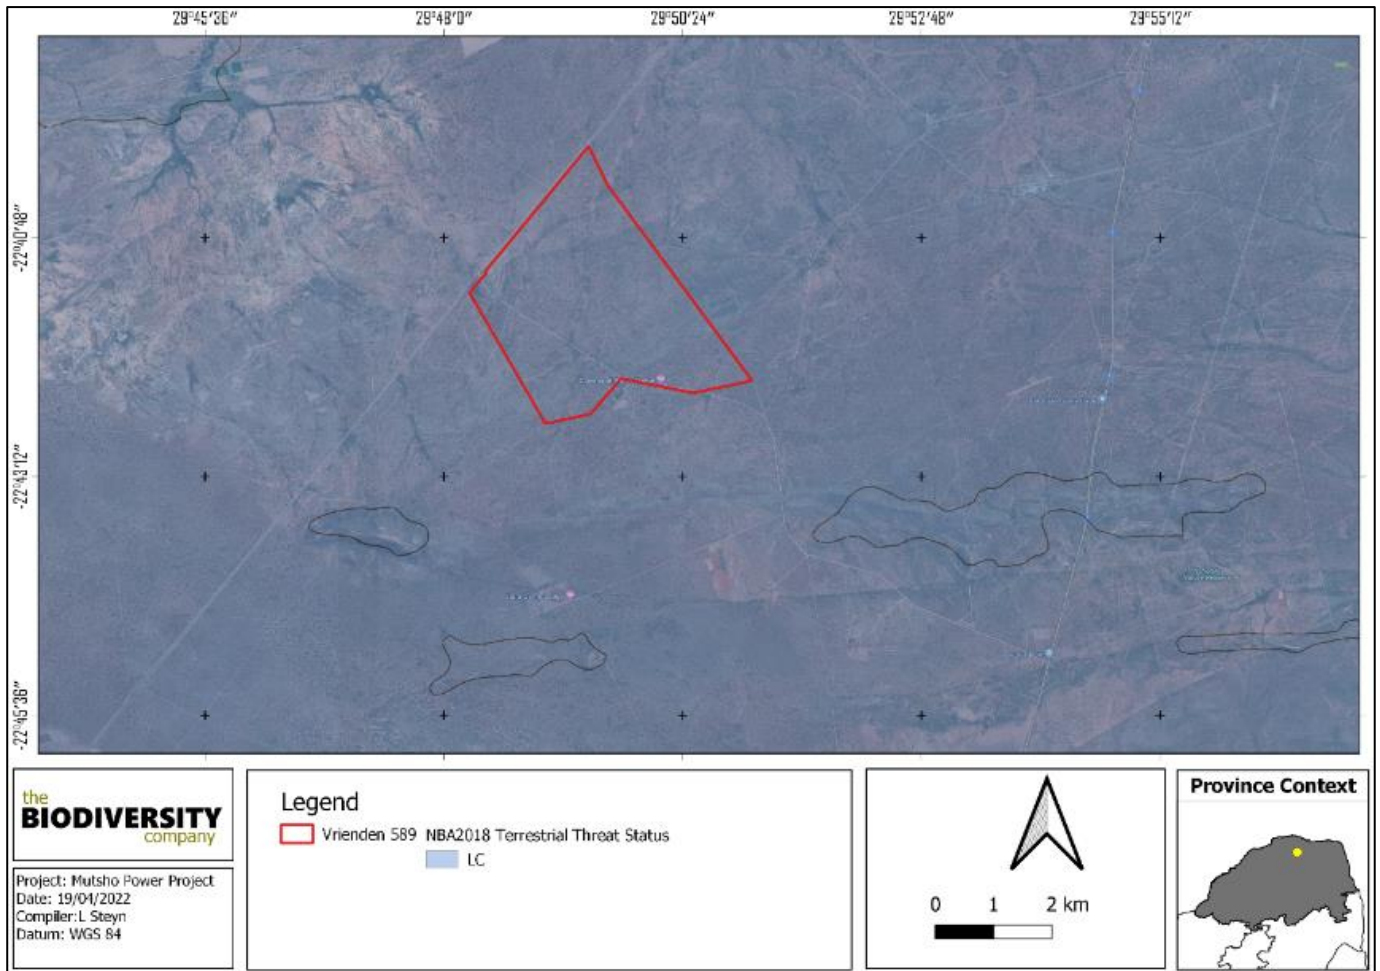 29°45'36" 29°48'0" 29°50'24" 29°52'48" 29°55'12"
-22°40'48"
-22°43'12"
-22°45'36"
the
BIODIVERSITY
company
Project: Mutsho Power Project
Date: 19/04/2022
Compiler:L Steyn
Datum: WGS 84
Legend
Vrienden 589 NBA2018 Terrestrial Threat Status
LC
0 1 2 km
Province Context